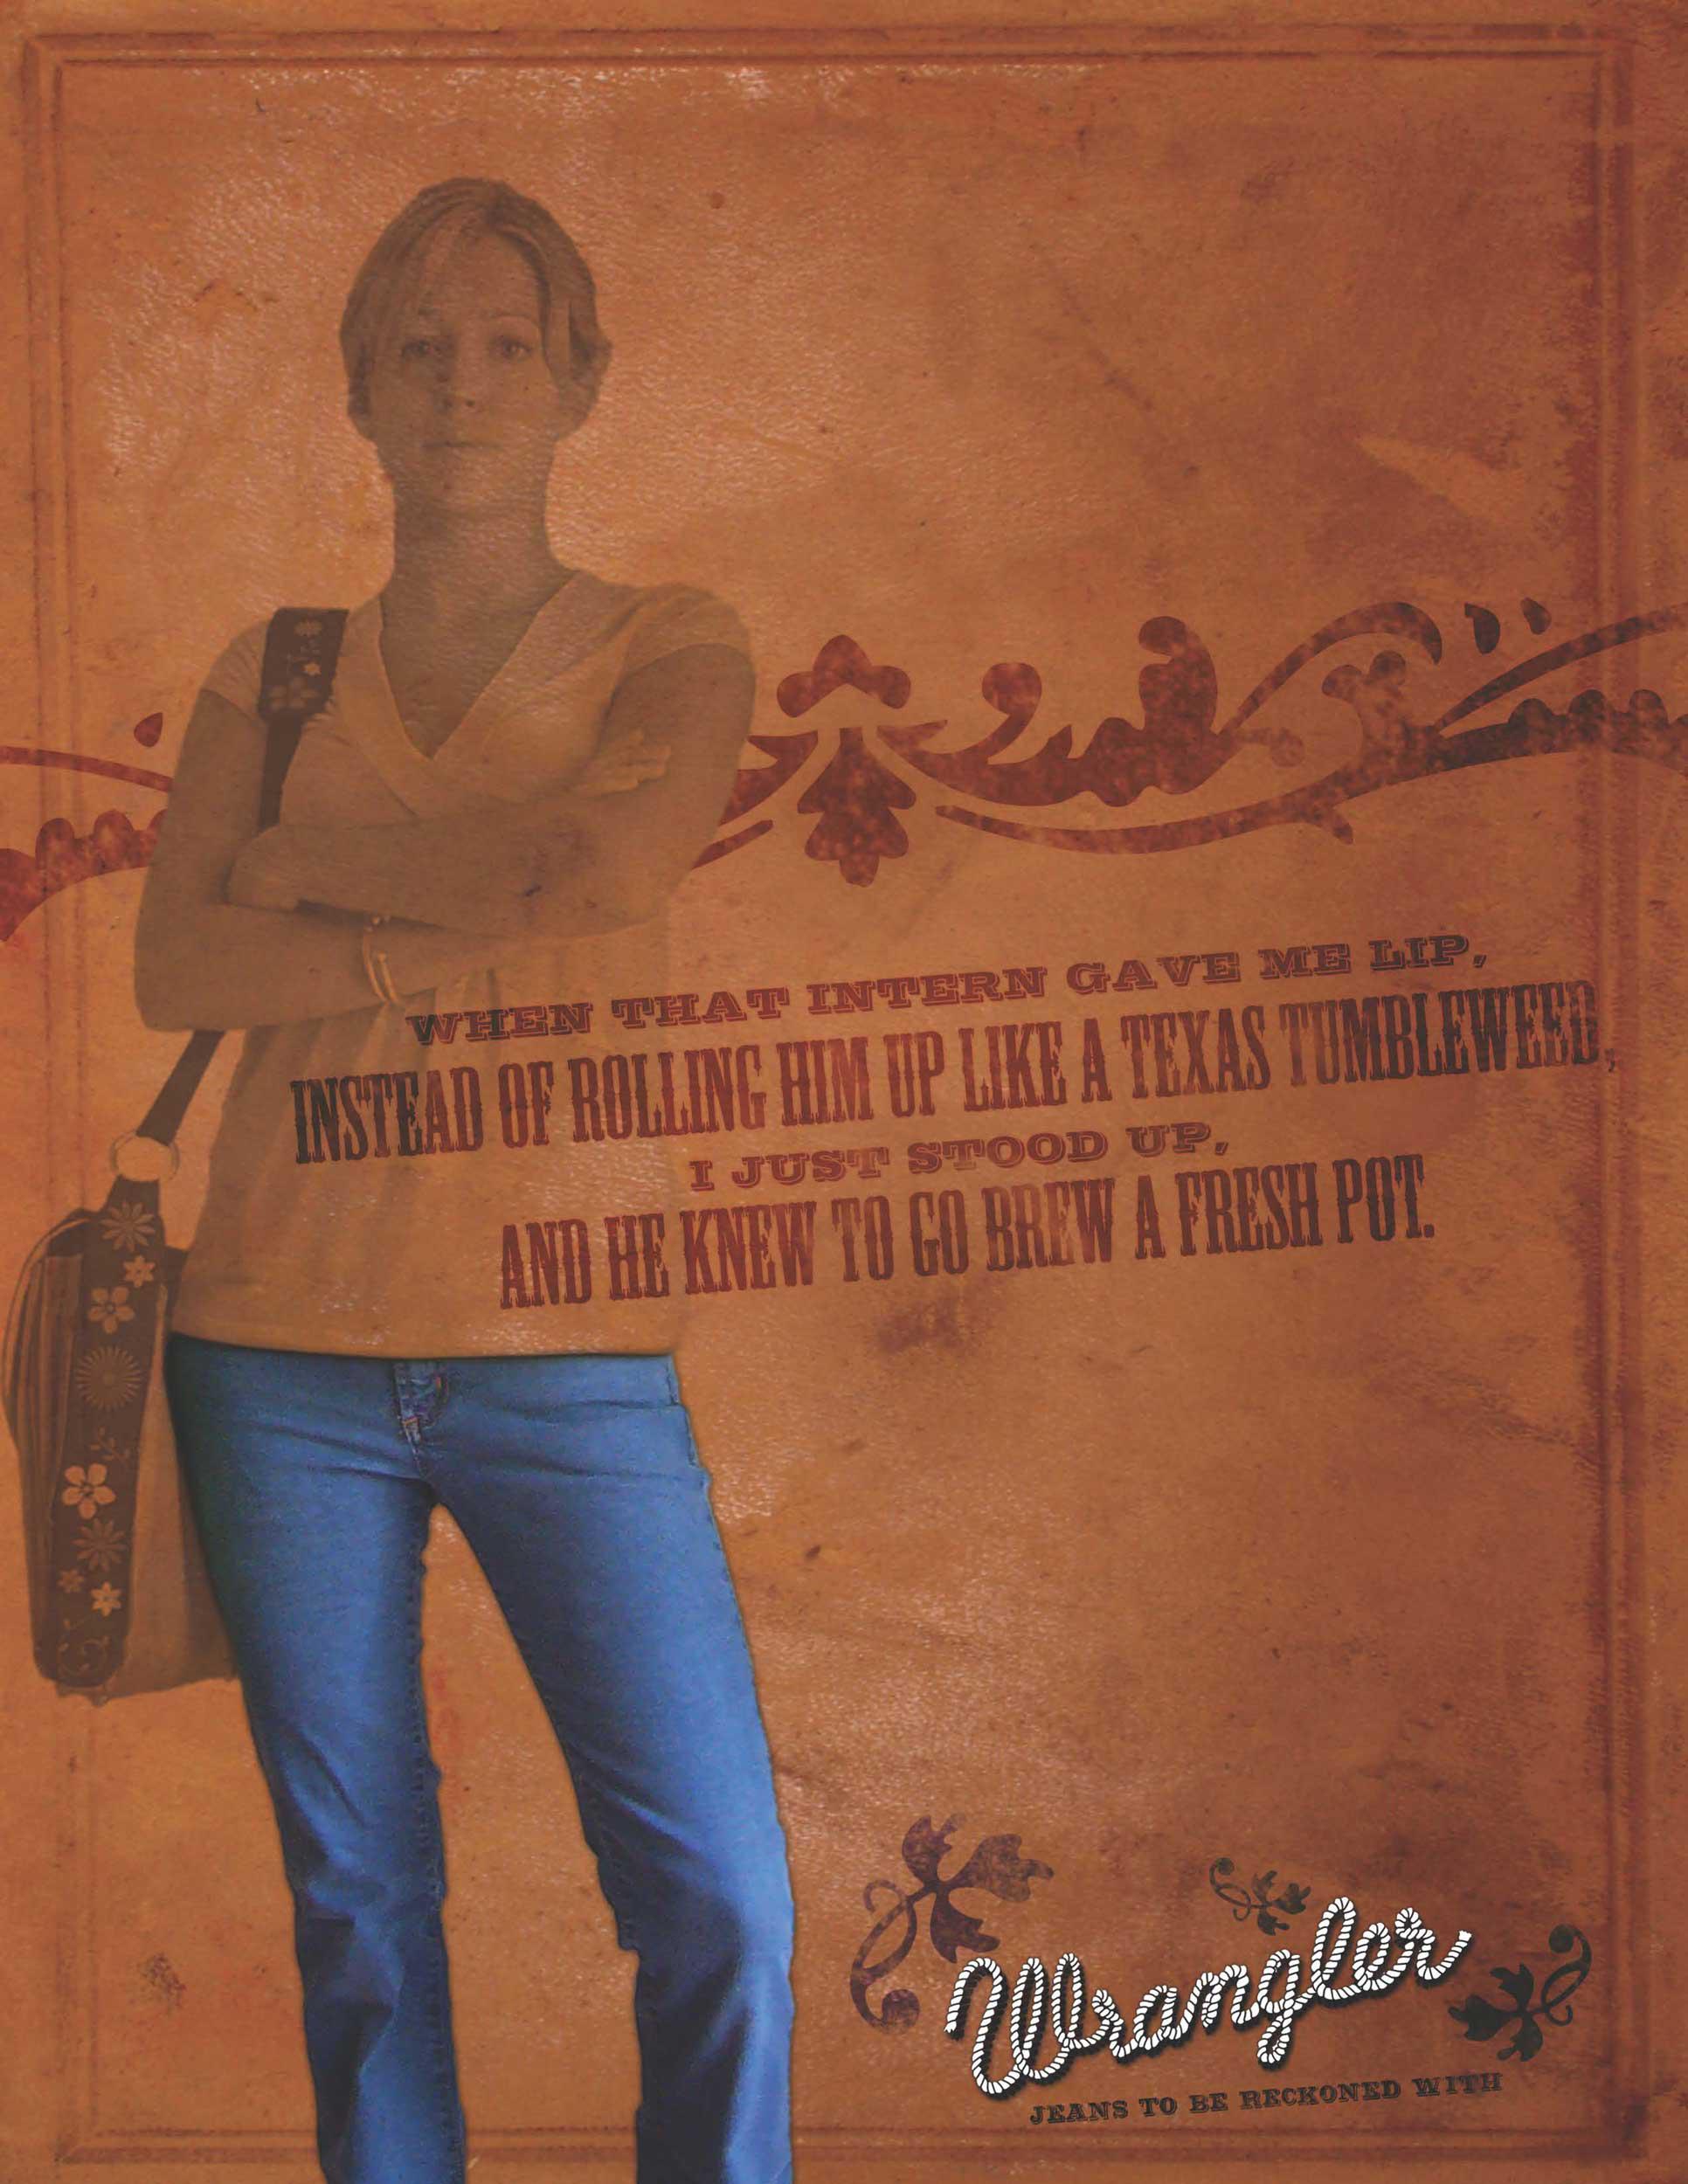 WHEN THAT INTERN GAVE ME LIP,
INSTEAD OF ROLLING HIM UP LIKE A TEXAS TUMBLEWEED,
I JUST STOOD UP,
AND HE KNEW TO GO BREW A FRESH POT.
Wrangler
JEANS TO BE RECKONED WITH